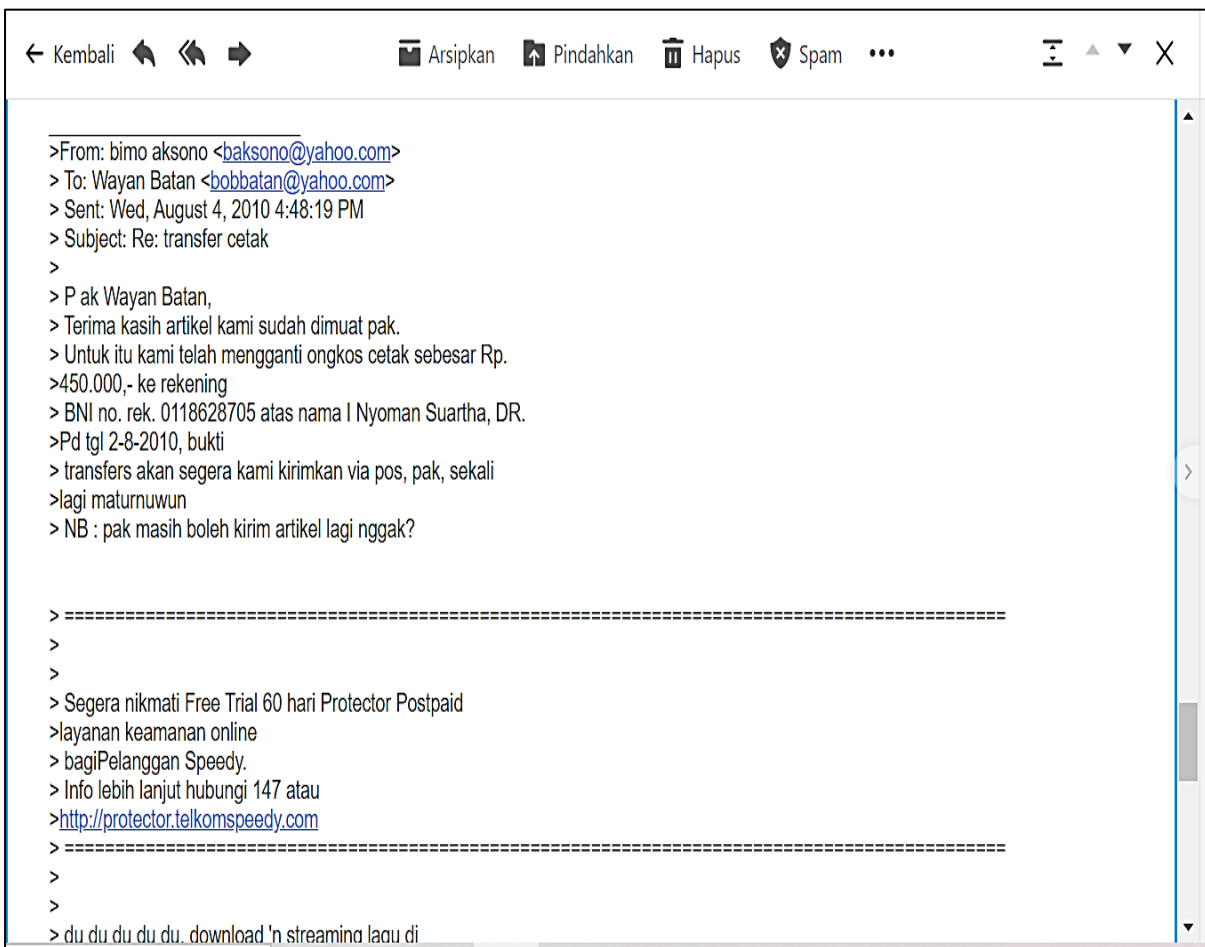 ← Kembali Arsipkan Pindahkan Hapus Spam ••• X
>From: bimo aksono <baksono@yahoo.com>
> To: Wayan Batan <bobbatan@yahoo.com>
> Sent: Wed, August 4, 2010 4:48:19 PM
> Subject: Re: transfer cetak
>
> P ak Wayan Batan,
> Terima kasih artikel kami sudah dimuat pak.
> Untuk itu kami telah mengganti ongkos cetak sebesar Rp.
>450.000,- ke rekening
> BNI no. rek. 0118628705 atas nama I Nyoman Suartha, DR.
>Pd tgl 2-8-2010, bukti
> transfers akan segera kami kirimkan via pos, pak, sekali
>lagi maturnuwun
> NB : pak masih boleh kirim artikel lagi nggak?
> =============================================================================================
>
>
> Segera nikmati Free Trial 60 hari Protector Postpaid
>layanan keamanan online
> bagiPelanggan Speedy.
> Info lebih lanjut hubungi 147 atau
>http://protector.telkomspeedy.com
> =============================================================================================
>
>
> du du du du du, download 'n streaming lagu di